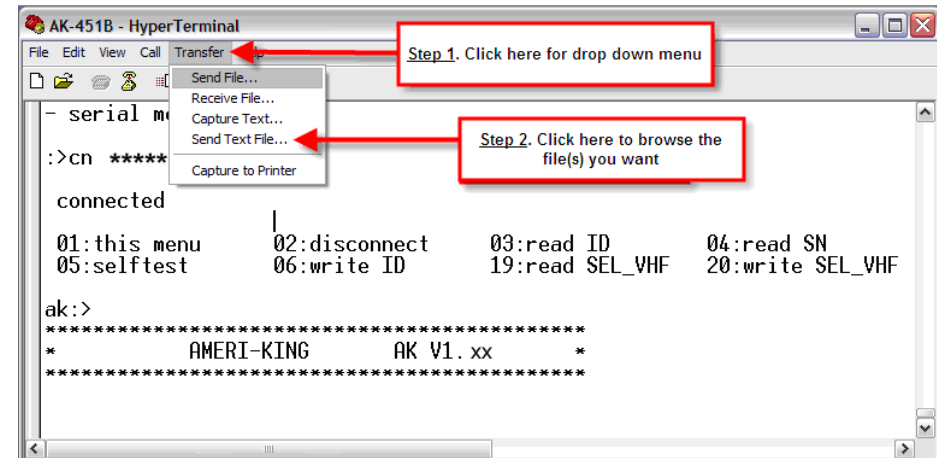 AK-451B - HyperTerminal
File Edit View Call Transfer
Step 1. Click here for drop down menu
Send File...
Receive File...
Capture Text...
Send Text File...
Capture to Printer
Step 2. Click here to browse the
file(s) you want
- serial
:>cn *****
connected
01:this menu 02:disconnect 03:read ID 04:read SN
05:selftest 06:write ID 19:read SEL_VHF 20:write SEL_VHF
ak:>
*********************************************
* AMERI-KING AK V1. xx *
*********************************************